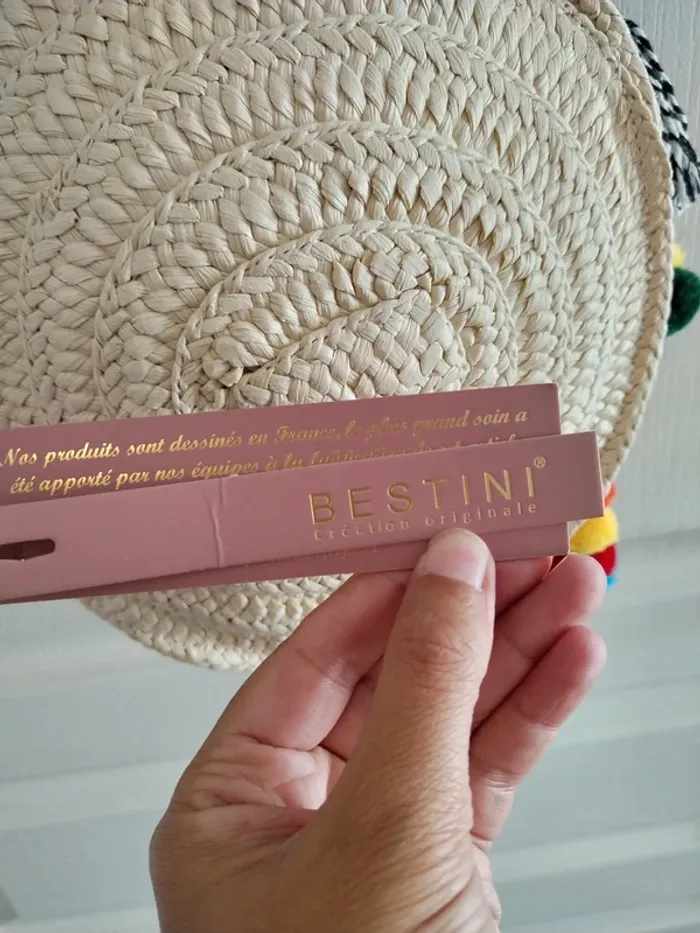 Nos produits sont dessinés en France, le plus grand soin a
été apporté par nos équipes à la fabrication
BESTINI®
Création originale